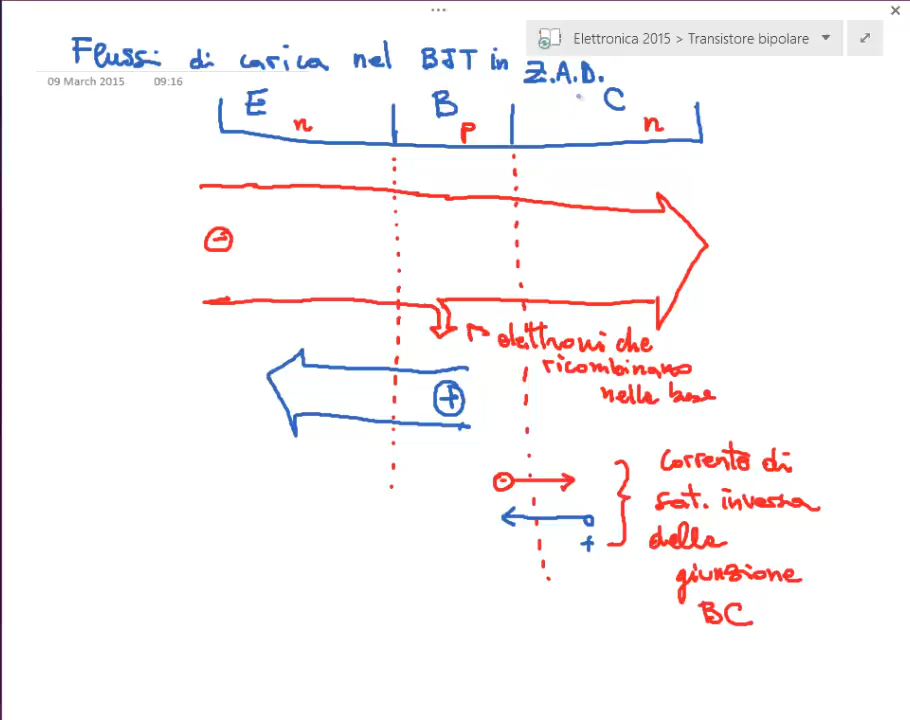 Elettronica 2015 > Transistore bipolare
Flussi di carica nel BJT in Z.A.D.
09 March 2015 09:16
E B C
n p n
-
elettroni che
ricombinano
nella base
+
-
+
Corrente di
sat. inversa
della
giunzione
BC